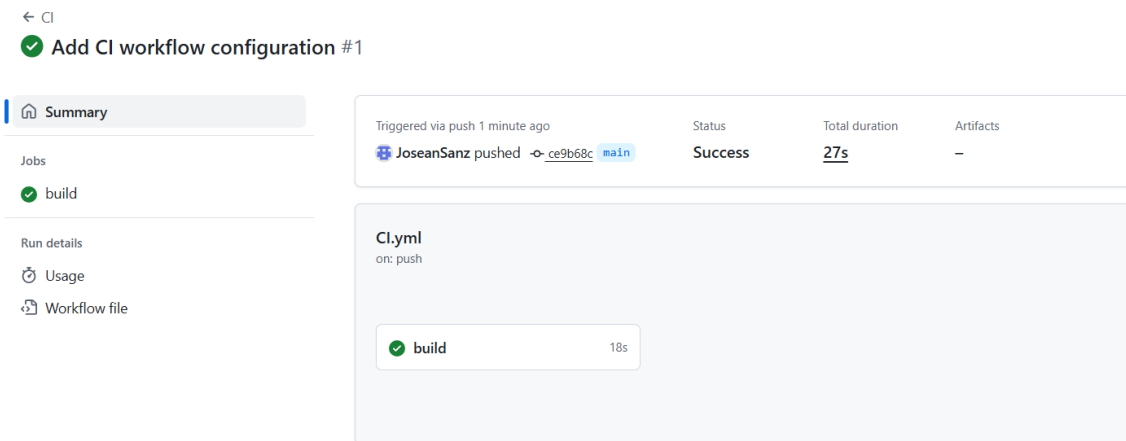 CI
Add CI workflow configuration #1
Summary
Jobs
build
Run details
Usage
Workflow file
Triggered via push 1 minute ago
JoseanSanz pushed ce9b68c main
Status
Success
Total duration
27s
Artifacts
–
CI.yml
on: push
build 18s